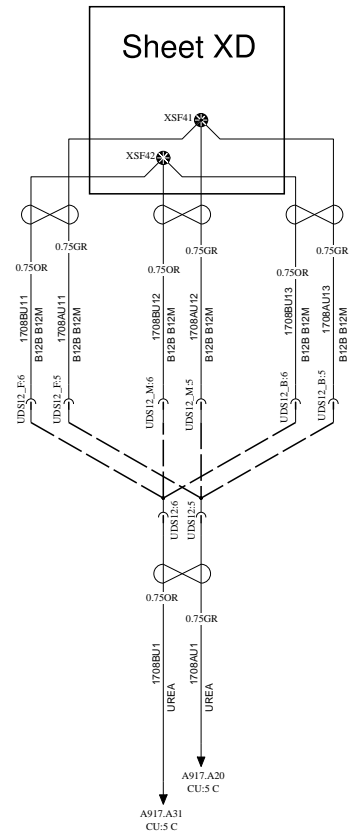 Sheet XD
XSF41
XSF42
0.75OR
0.75GR
0.75OR
0.75GR
0.75OR
0.75GR
1708BU11
B12B B12M
1708AU11
B12B B12M
1708BU12
B12B B12M
1708AU12
B12B B12M
1708BU13
B12B B12M
1708AU13
B12B B12M
UDS12_F:6
UDS12_F:5
UDS12_M:6
UDS12_M:5
UDS12_B:6
UDS12_B:5
UDS12:6
UDS12:5
0.75OR
0.75GR
1708BU1
UREA
1708AU1
UREA
A917.A20
CU:5 C
A917.A31
CU:5 C